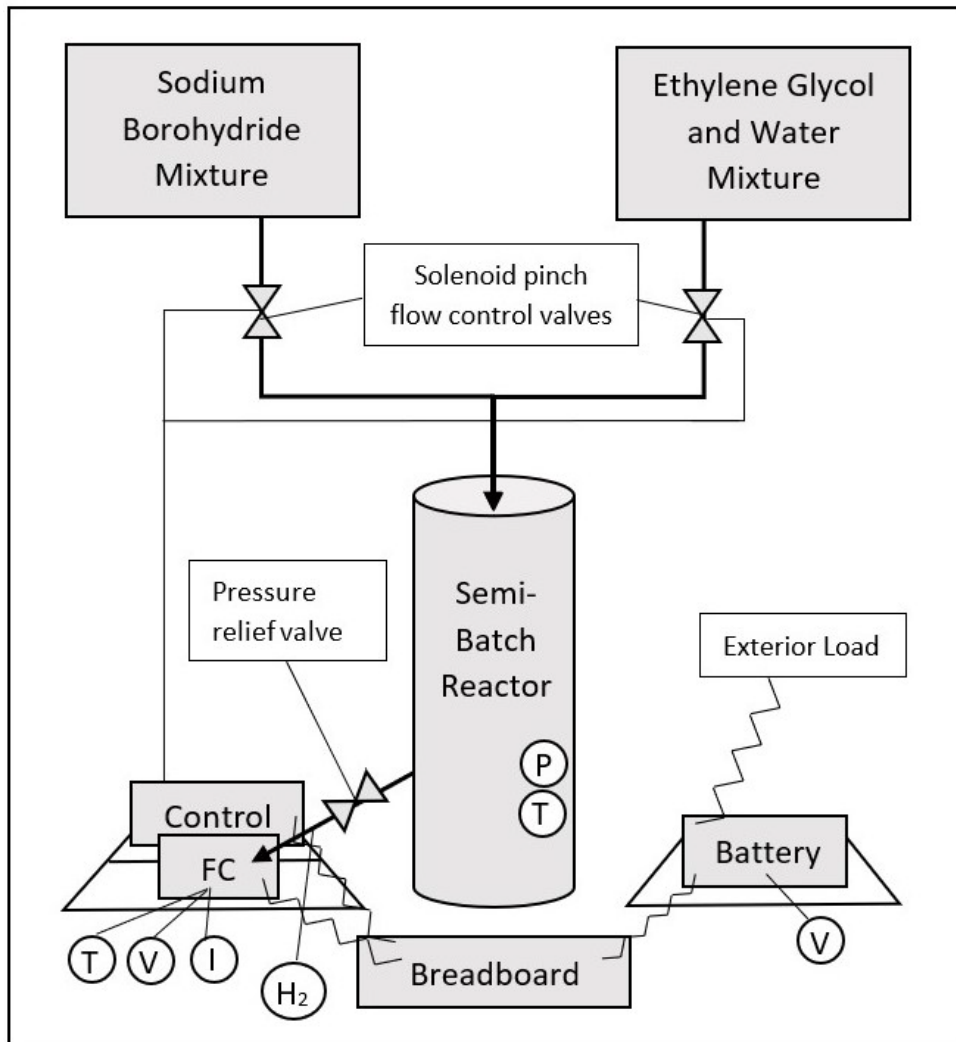 Sodium
Borohydride
Mixture
Ethylene Glycol
and Water
Mixture
Solenoid pinch
flow control valves
Pressure
relief valve
Semi-
Batch
Reactor
Exterior Load
P
T
Control
FC
Battery
T
V
I
H₂
Breadboard
V